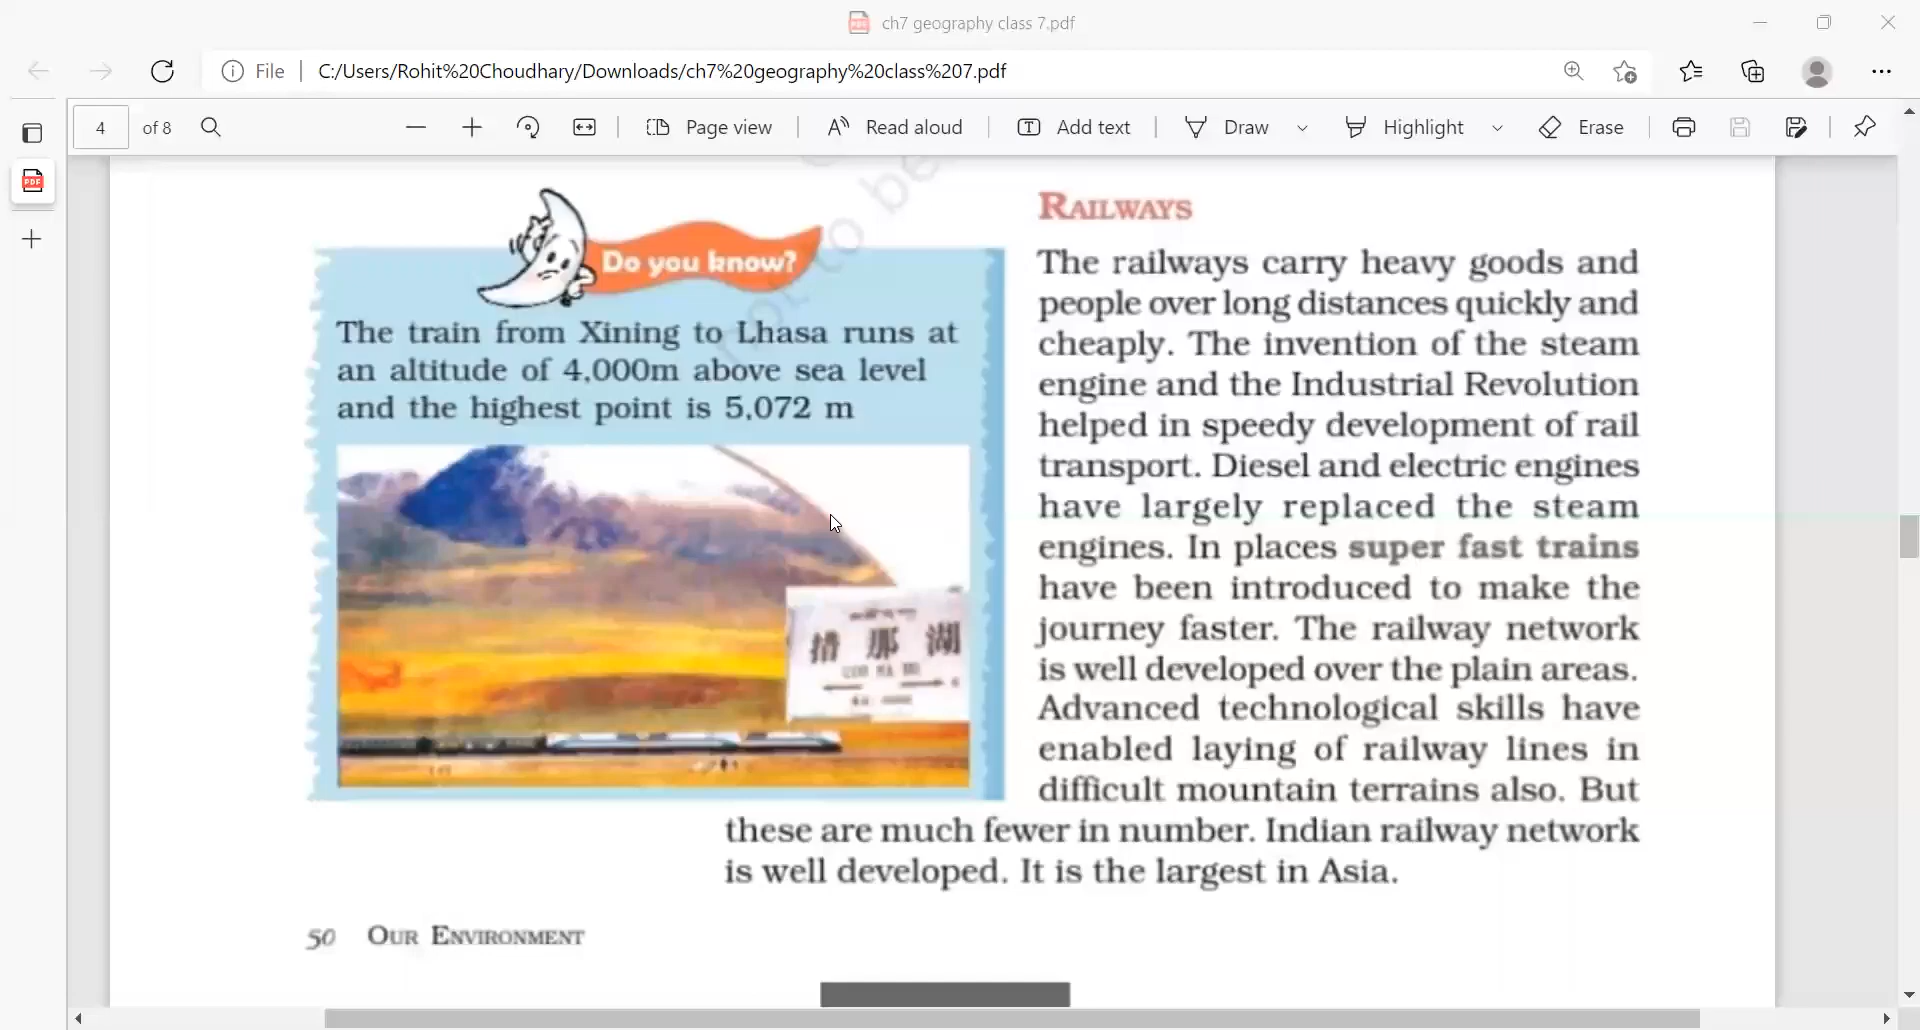 ch7 geography class 7.pdf
File
C:/Users/Rohit%20Choudhary/Downloads/ch7%20geography%20class%207.pdf
4 of 8
Page view
Read aloud
Add text
Draw
Highlight
Erase
PDF
to be
Do you know?
The train from Xining to Lhasa runs at
an altitude of 4,000m above sea level
and the highest point is 5,072 m
措 那 湖
RAILWAYS
The railways carry heavy goods and
people over long distances quickly and
cheaply. The invention of the steam
engine and the Industrial Revolution
helped in speedy development of rail
transport. Diesel and electric engines
have largely replaced the steam
engines. In places super fast trains
have been introduced to make the
journey faster. The railway network
is well developed over the plain areas.
Advanced technological skills have
enabled laying of railway lines in
difficult mountain terrains also. But
these are much fewer in number. Indian railway network
is well developed. It is the largest in Asia.
50 OUR ENVIRONMENT